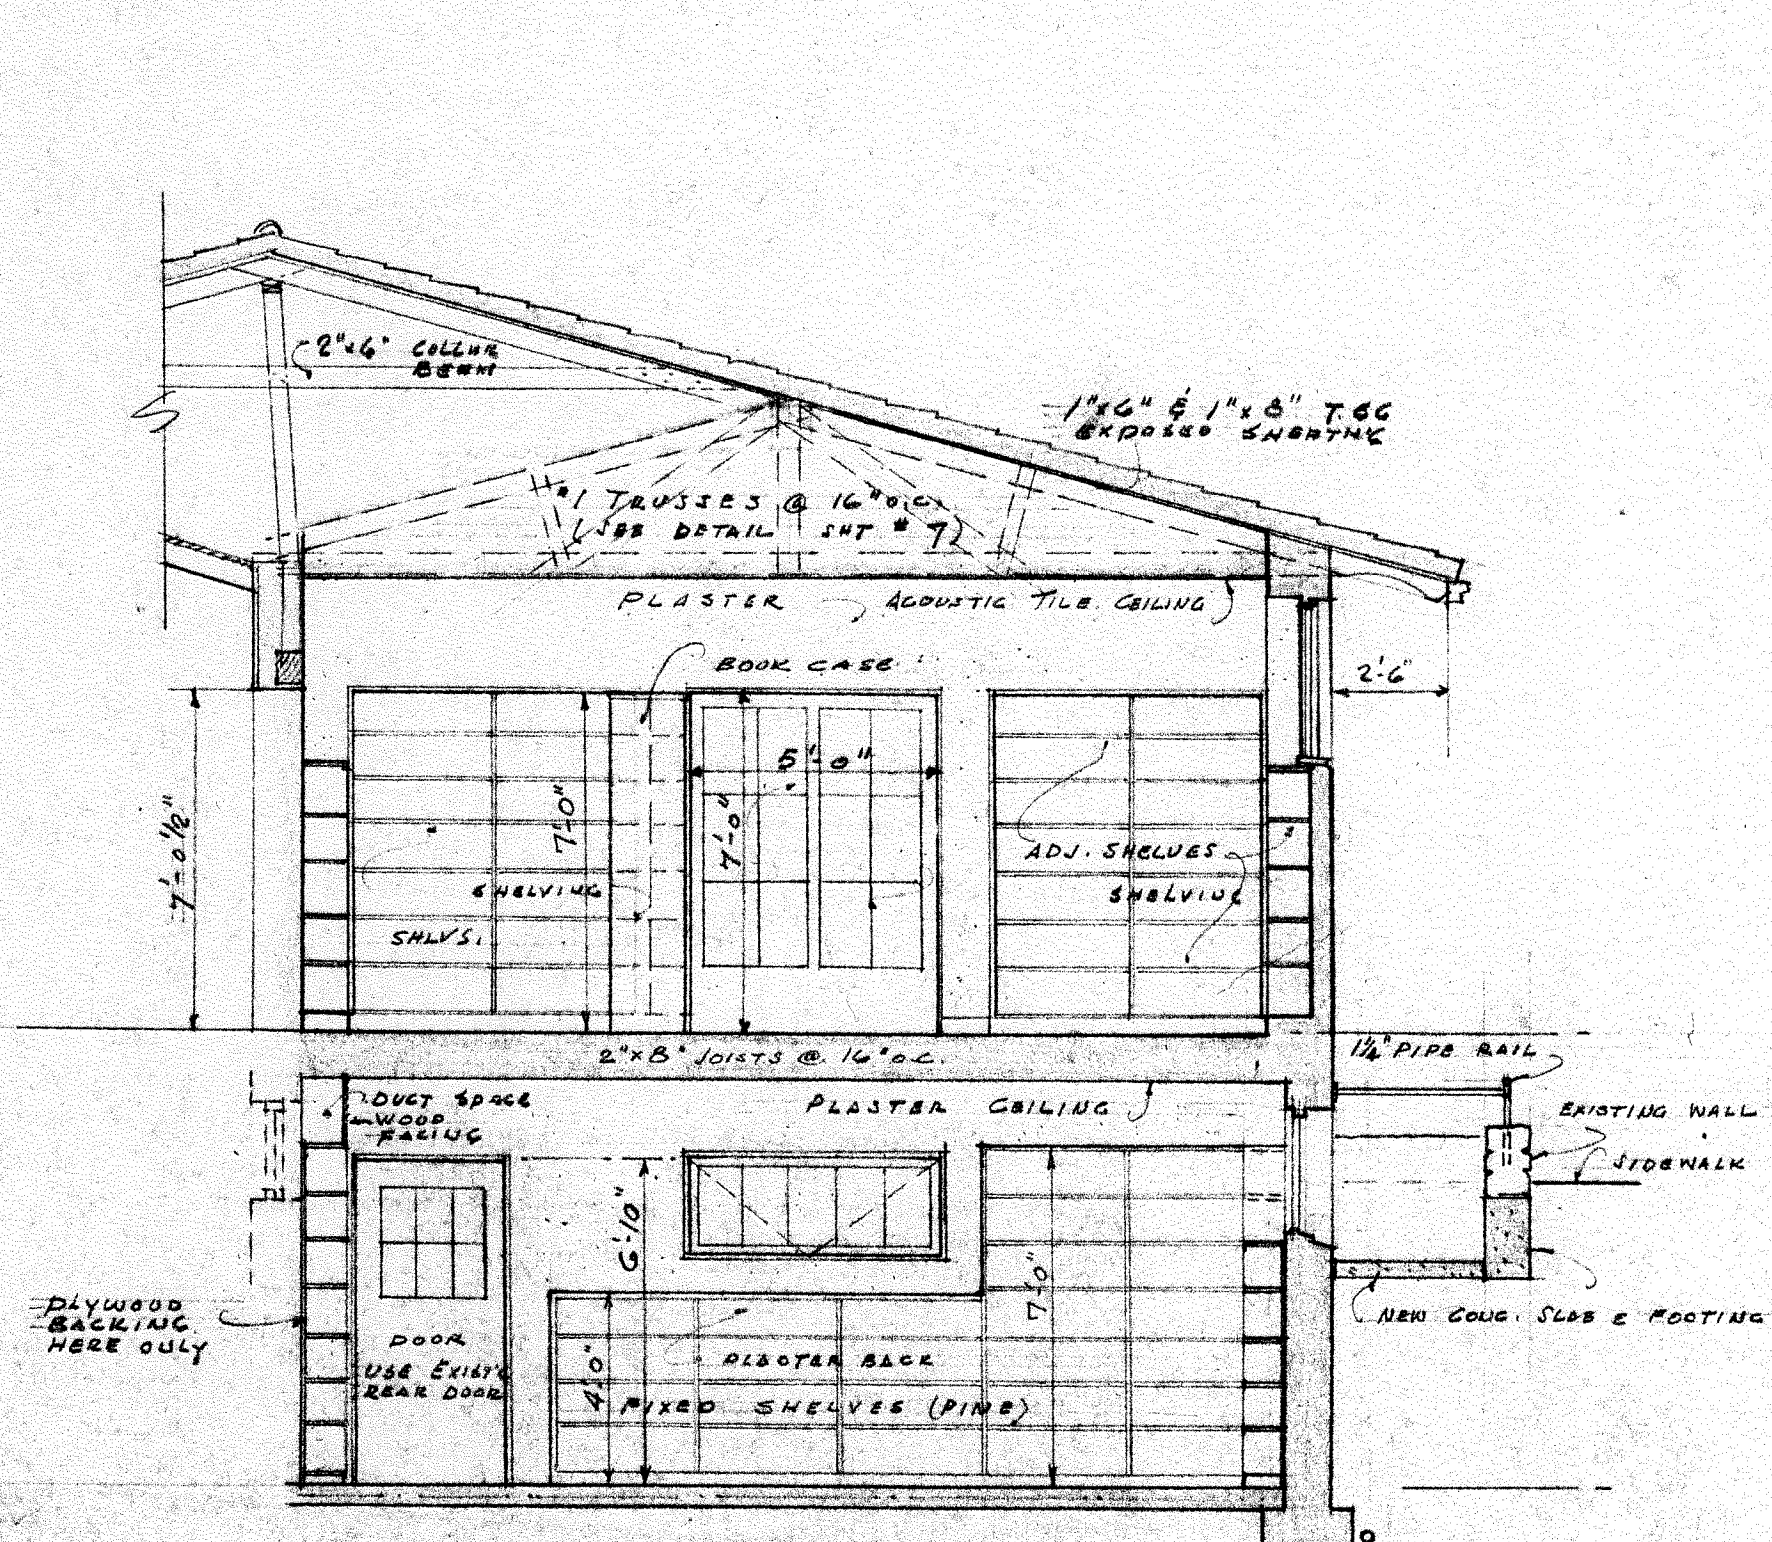 2"x6" COLLAR
BEAM
1"x6" & 1"x8" T.&G
EXPOSED SHEATH'G
#1 TRUSSES @ 16" O.C.
(SEE DETAIL SHT # 7)
PLASTER
ACOUSTIC TILE CEILING
BOOK CASE
2'-6"
5'-0"
7'-0 1/2"
7'-0"
7'-0"
ADJ. SHELVES
SHELVING
SHELVING
SHLVS.
2"x8" JOISTS @ 16" O.C.
1 1/4" PIPE RAIL
DUCT SPACE
WOOD
FACING
PLASTER CEILING
EXISTING WALL
SIDEWALK
6'-10"
7'-0"
PLYWOOD
BACKING
HERE ONLY
NEW CONC. SLAB & FOOTING
DOOR
USE EXIST'G
REAR DOOR
4'-0"
PLASTER BACK
FIXED SHELVES (PINE)